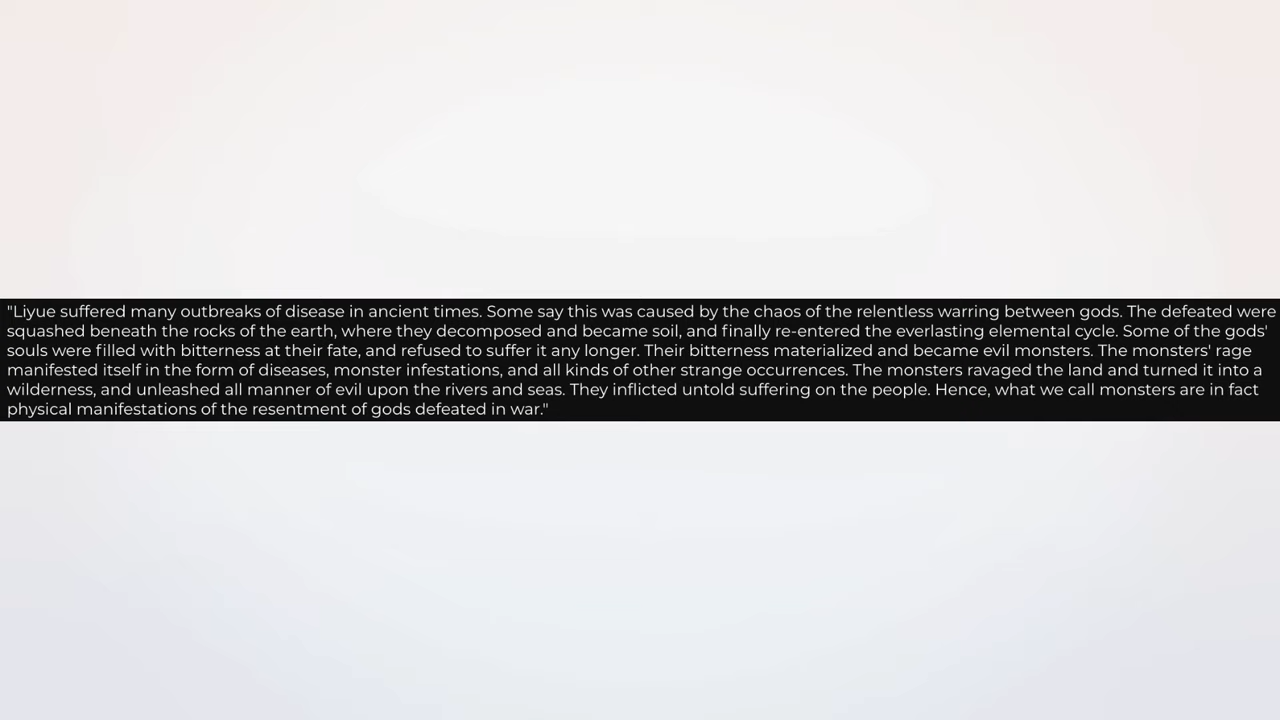 "Liyue suffered many outbreaks of disease in ancient times. Some say this was caused by the chaos of the relentless warring between gods. The defeated were
squashed beneath the rocks of the earth, where they decomposed and became soil, and finally re-entered the everlasting elemental cycle. Some of the gods'
souls were filled with bitterness at their fate, and refused to suffer it any longer. Their bitterness materialized and became evil monsters. The monsters' rage
manifested itself in the form of diseases, monster infestations, and all kinds of other strange occurrences. The monsters ravaged the land and turned it into a
wilderness, and unleashed all manner of evil upon the rivers and seas. They inflicted untold suffering on the people. Hence, what we call monsters are in fact
physical manifestations of the resentment of gods defeated in war."